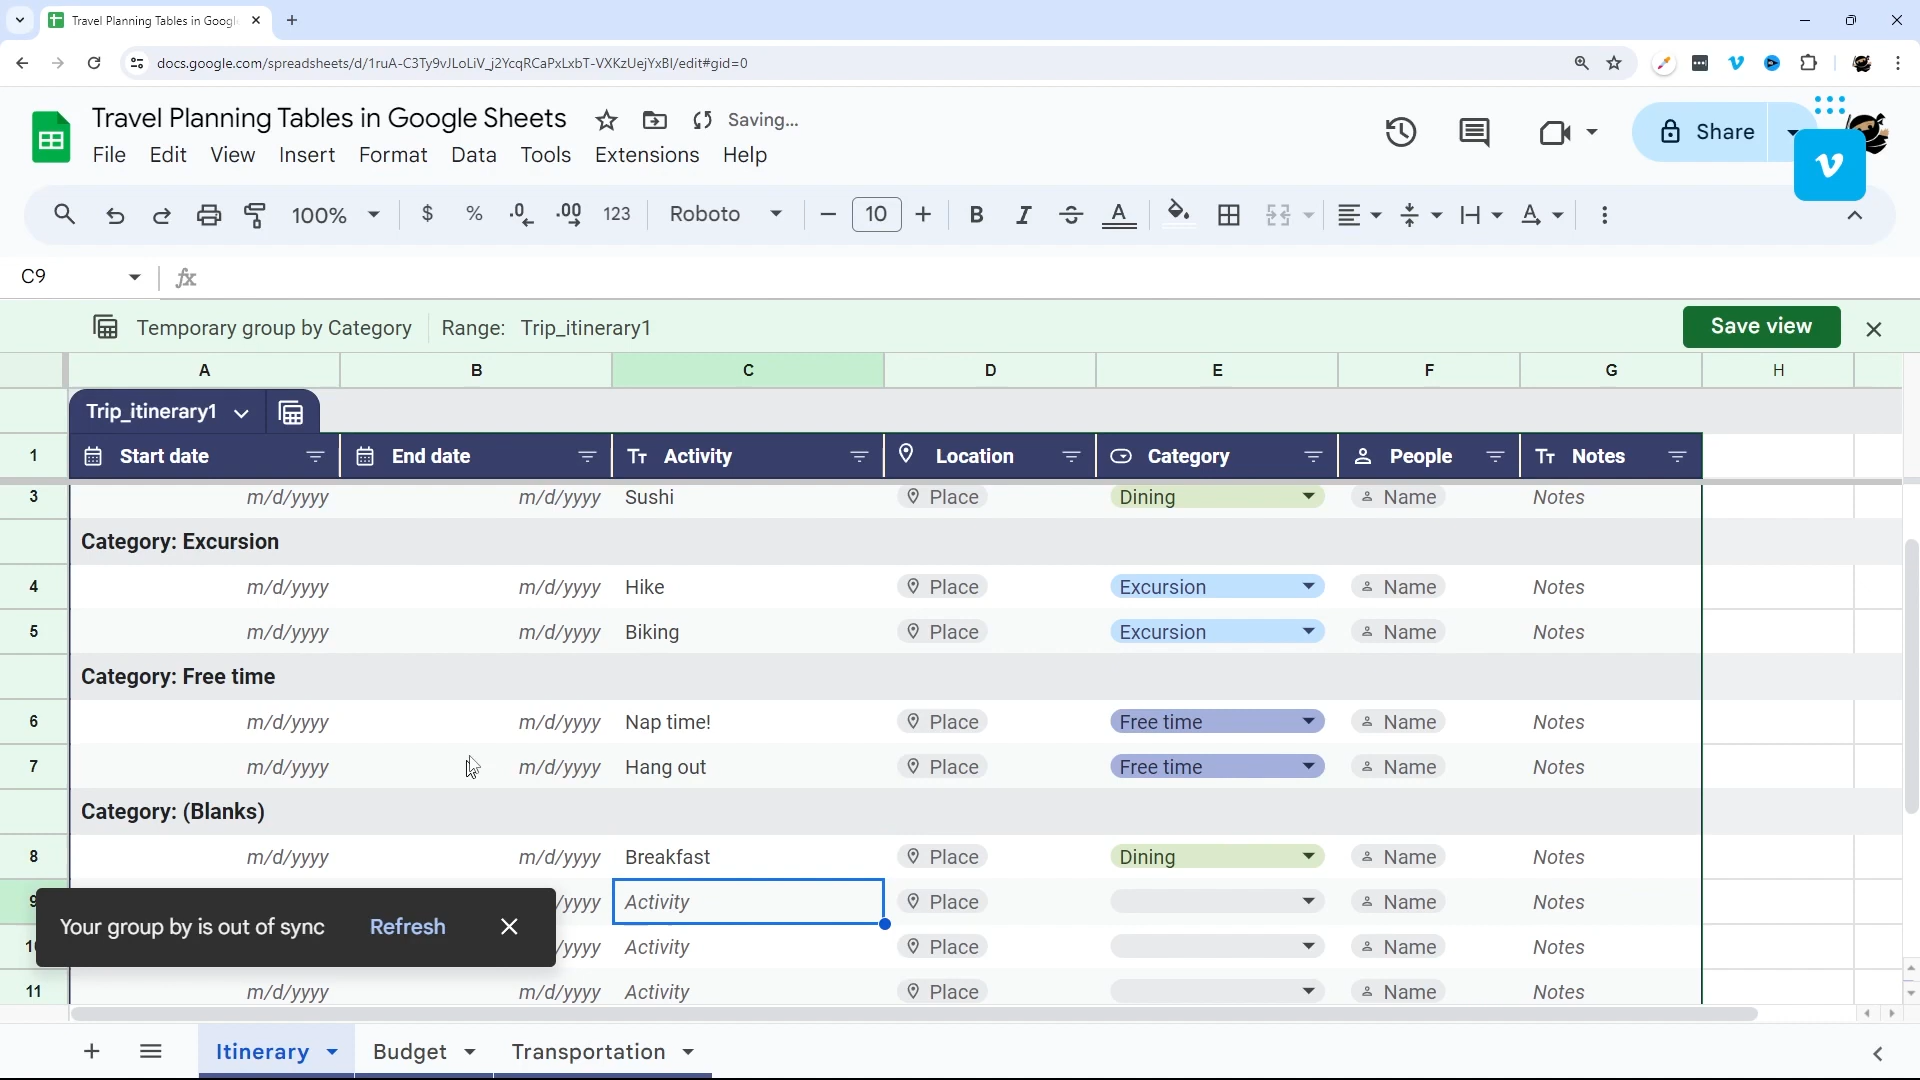 Travel Planning Tables in Googl
docs.google.com/spreadsheets/d/1ruA-C3Ty9vJLoLiV_j2YcqRCaPxLxbT-VXKzUejYxBI/edit#gid=0
Travel Planning Tables in Google Sheets Saving...
File Edit View Insert Format Data Tools Extensions Help
Share
100% $ % .0 .00 123 Roboto 10 B I S A
C9 fx
Temporary group by Category Range: Trip_itinerary1 Save view
A B C D E F G H
Trip_itinerary1
1 Start date End date Tт Activity Location Category People Tт Notes
3 m/d/yyyy m/d/yyyy Sushi Place Dining Name Notes
Category: Excursion
4 m/d/yyyy m/d/yyyy Hike Place Excursion Name Notes
5 m/d/yyyy m/d/yyyy Biking Place Excursion Name Notes
Category: Free time
6 m/d/yyyy m/d/yyyy Nap time! Place Free time Name Notes
7 m/d/yyyy m/d/yyyy Hang out Place Free time Name Notes
Category: (Blanks)
8 m/d/yyyy m/d/yyyy Breakfast Place Dining Name Notes
9 /yyyy Activity Place Name Notes
Your group by is out of sync Refresh
10 /yyyy Activity Place Name Notes
11 m/d/yyyy m/d/yyyy Activity Place Name Notes
Itinerary Budget Transportation